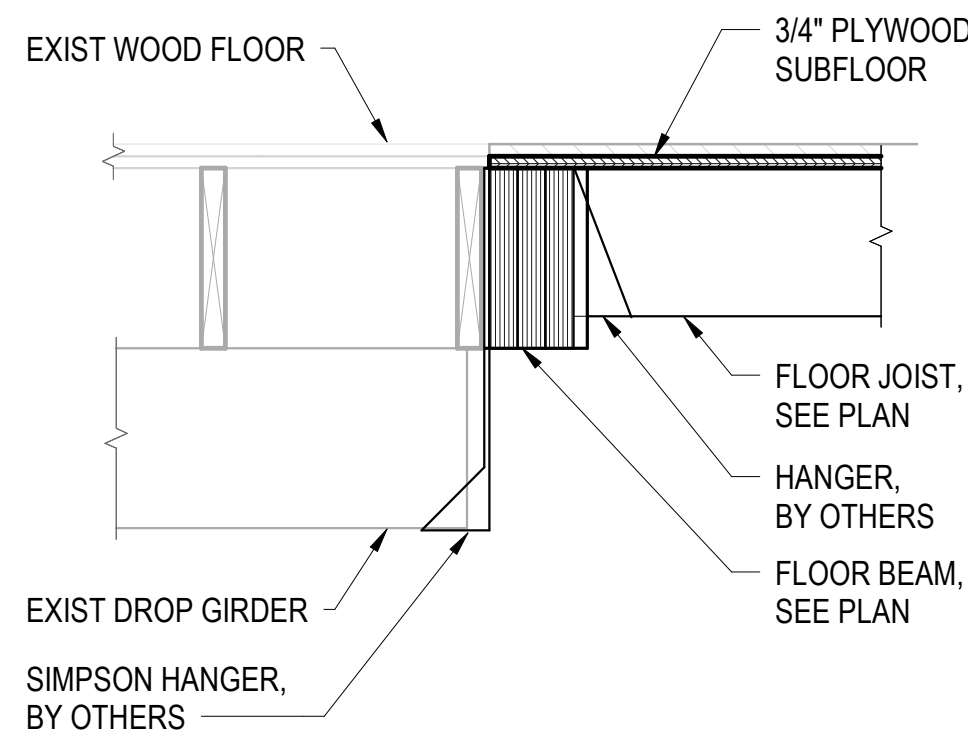 EXIST WOOD FLOOR
3/4" PLYWOOD
SUBFLOOR
FLOOR JOIST,
SEE PLAN
HANGER,
BY OTHERS
FLOOR BEAM,
SEE PLAN
EXIST DROP GIRDER
SIMPSON HANGER,
BY OTHERS